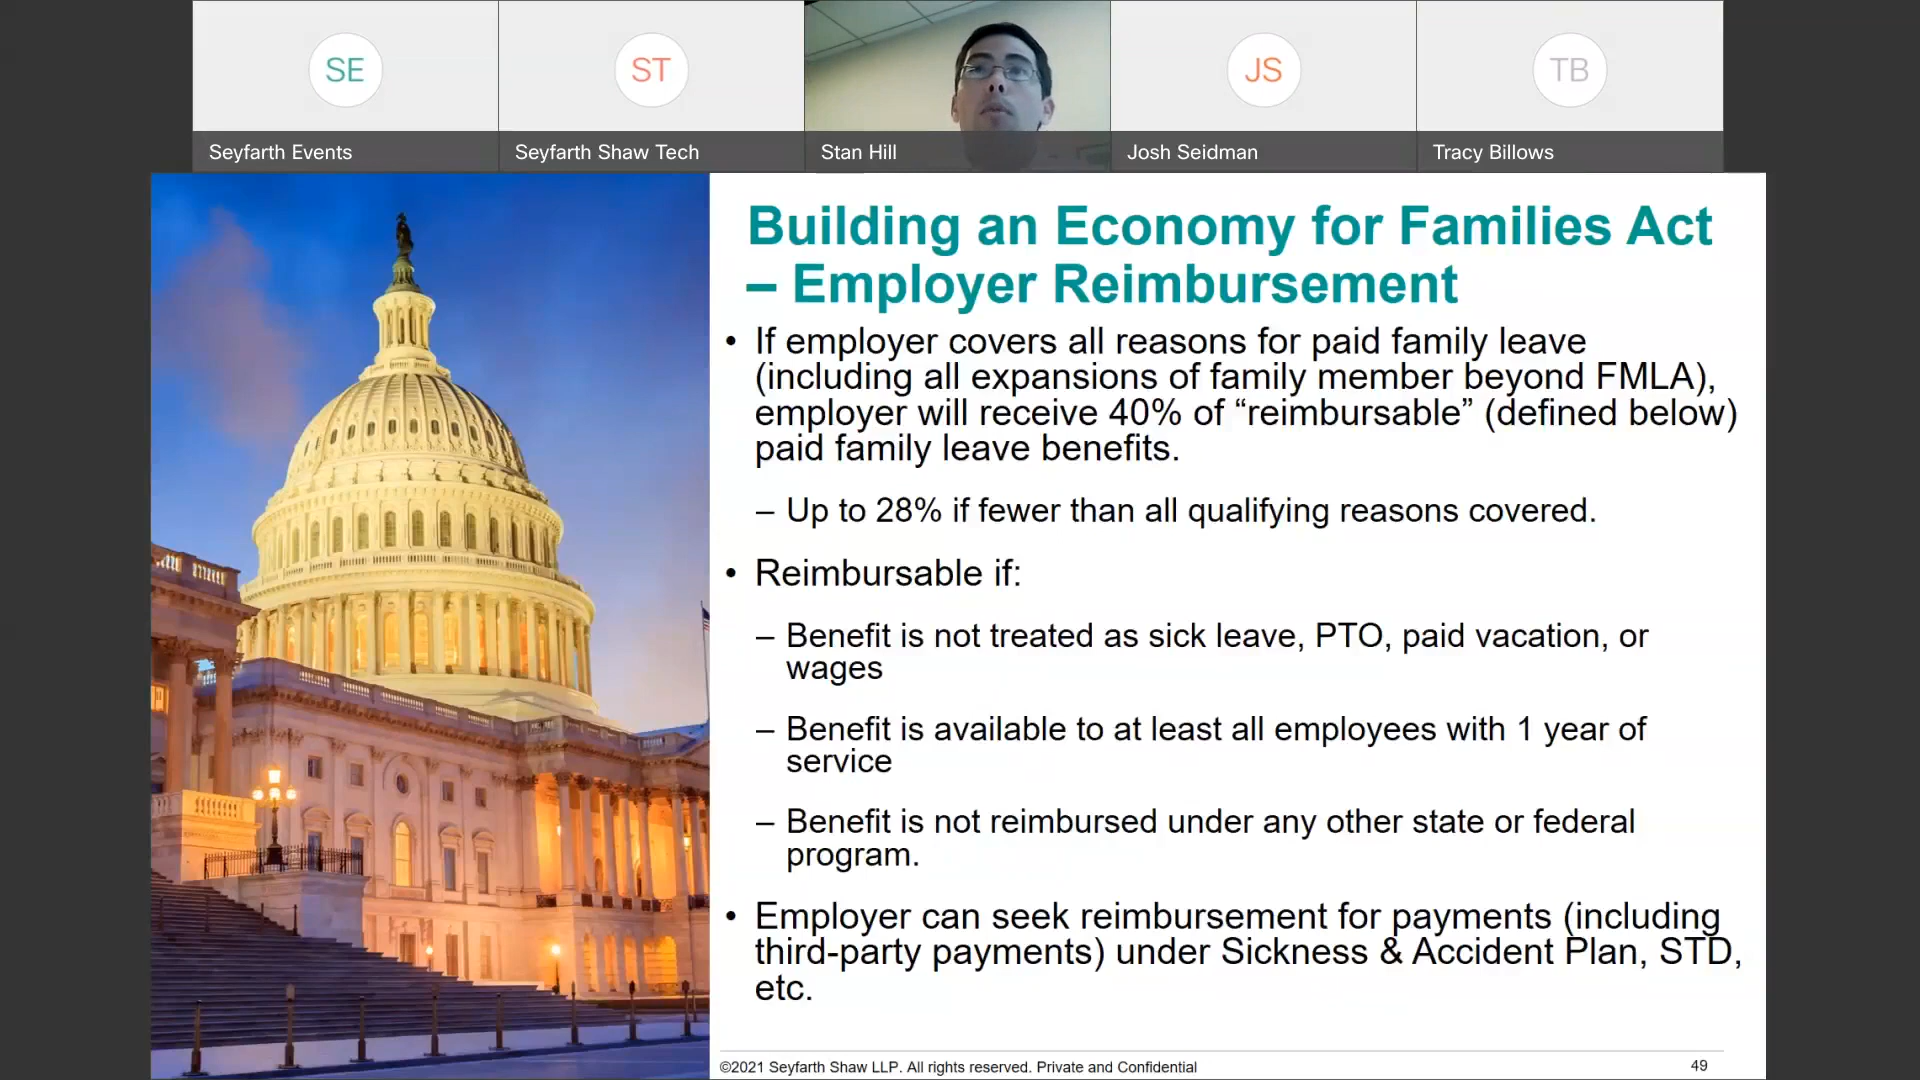 SE
ST
JS
TB
Seyfarth Events
Seyfarth Shaw Tech
Stan Hill
Josh Seidman
Tracy Billows
Building an Economy for Families Act
– Employer Reimbursement
• If employer covers all reasons for paid family leave
(including all expansions of family member beyond FMLA),
employer will receive 40% of “reimbursable” (defined below)
paid family leave benefits.
– Up to 28% if fewer than all qualifying reasons covered.
• Reimbursable if:
– Benefit is not treated as sick leave, PTO, paid vacation, or
wages
– Benefit is available to at least all employees with 1 year of
service
– Benefit is not reimbursed under any other state or federal
program.
• Employer can seek reimbursement for payments (including
third-party payments) under Sickness & Accident Plan, STD,
etc.
©2021 Seyfarth Shaw LLP. All rights reserved. Private and Confidential
49